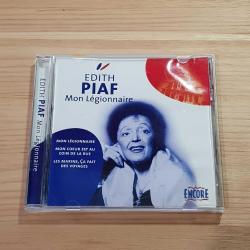 EDITH
PIAF
Mon Légionnaire
MON LÉGIONNAIRE
MON CŒUR EST AU
COIN DE LA RUE
LES MARINS, ÇA FAIT
DES VOYAGES
ENCORE
EDITH PIAF Mon Légionnaire